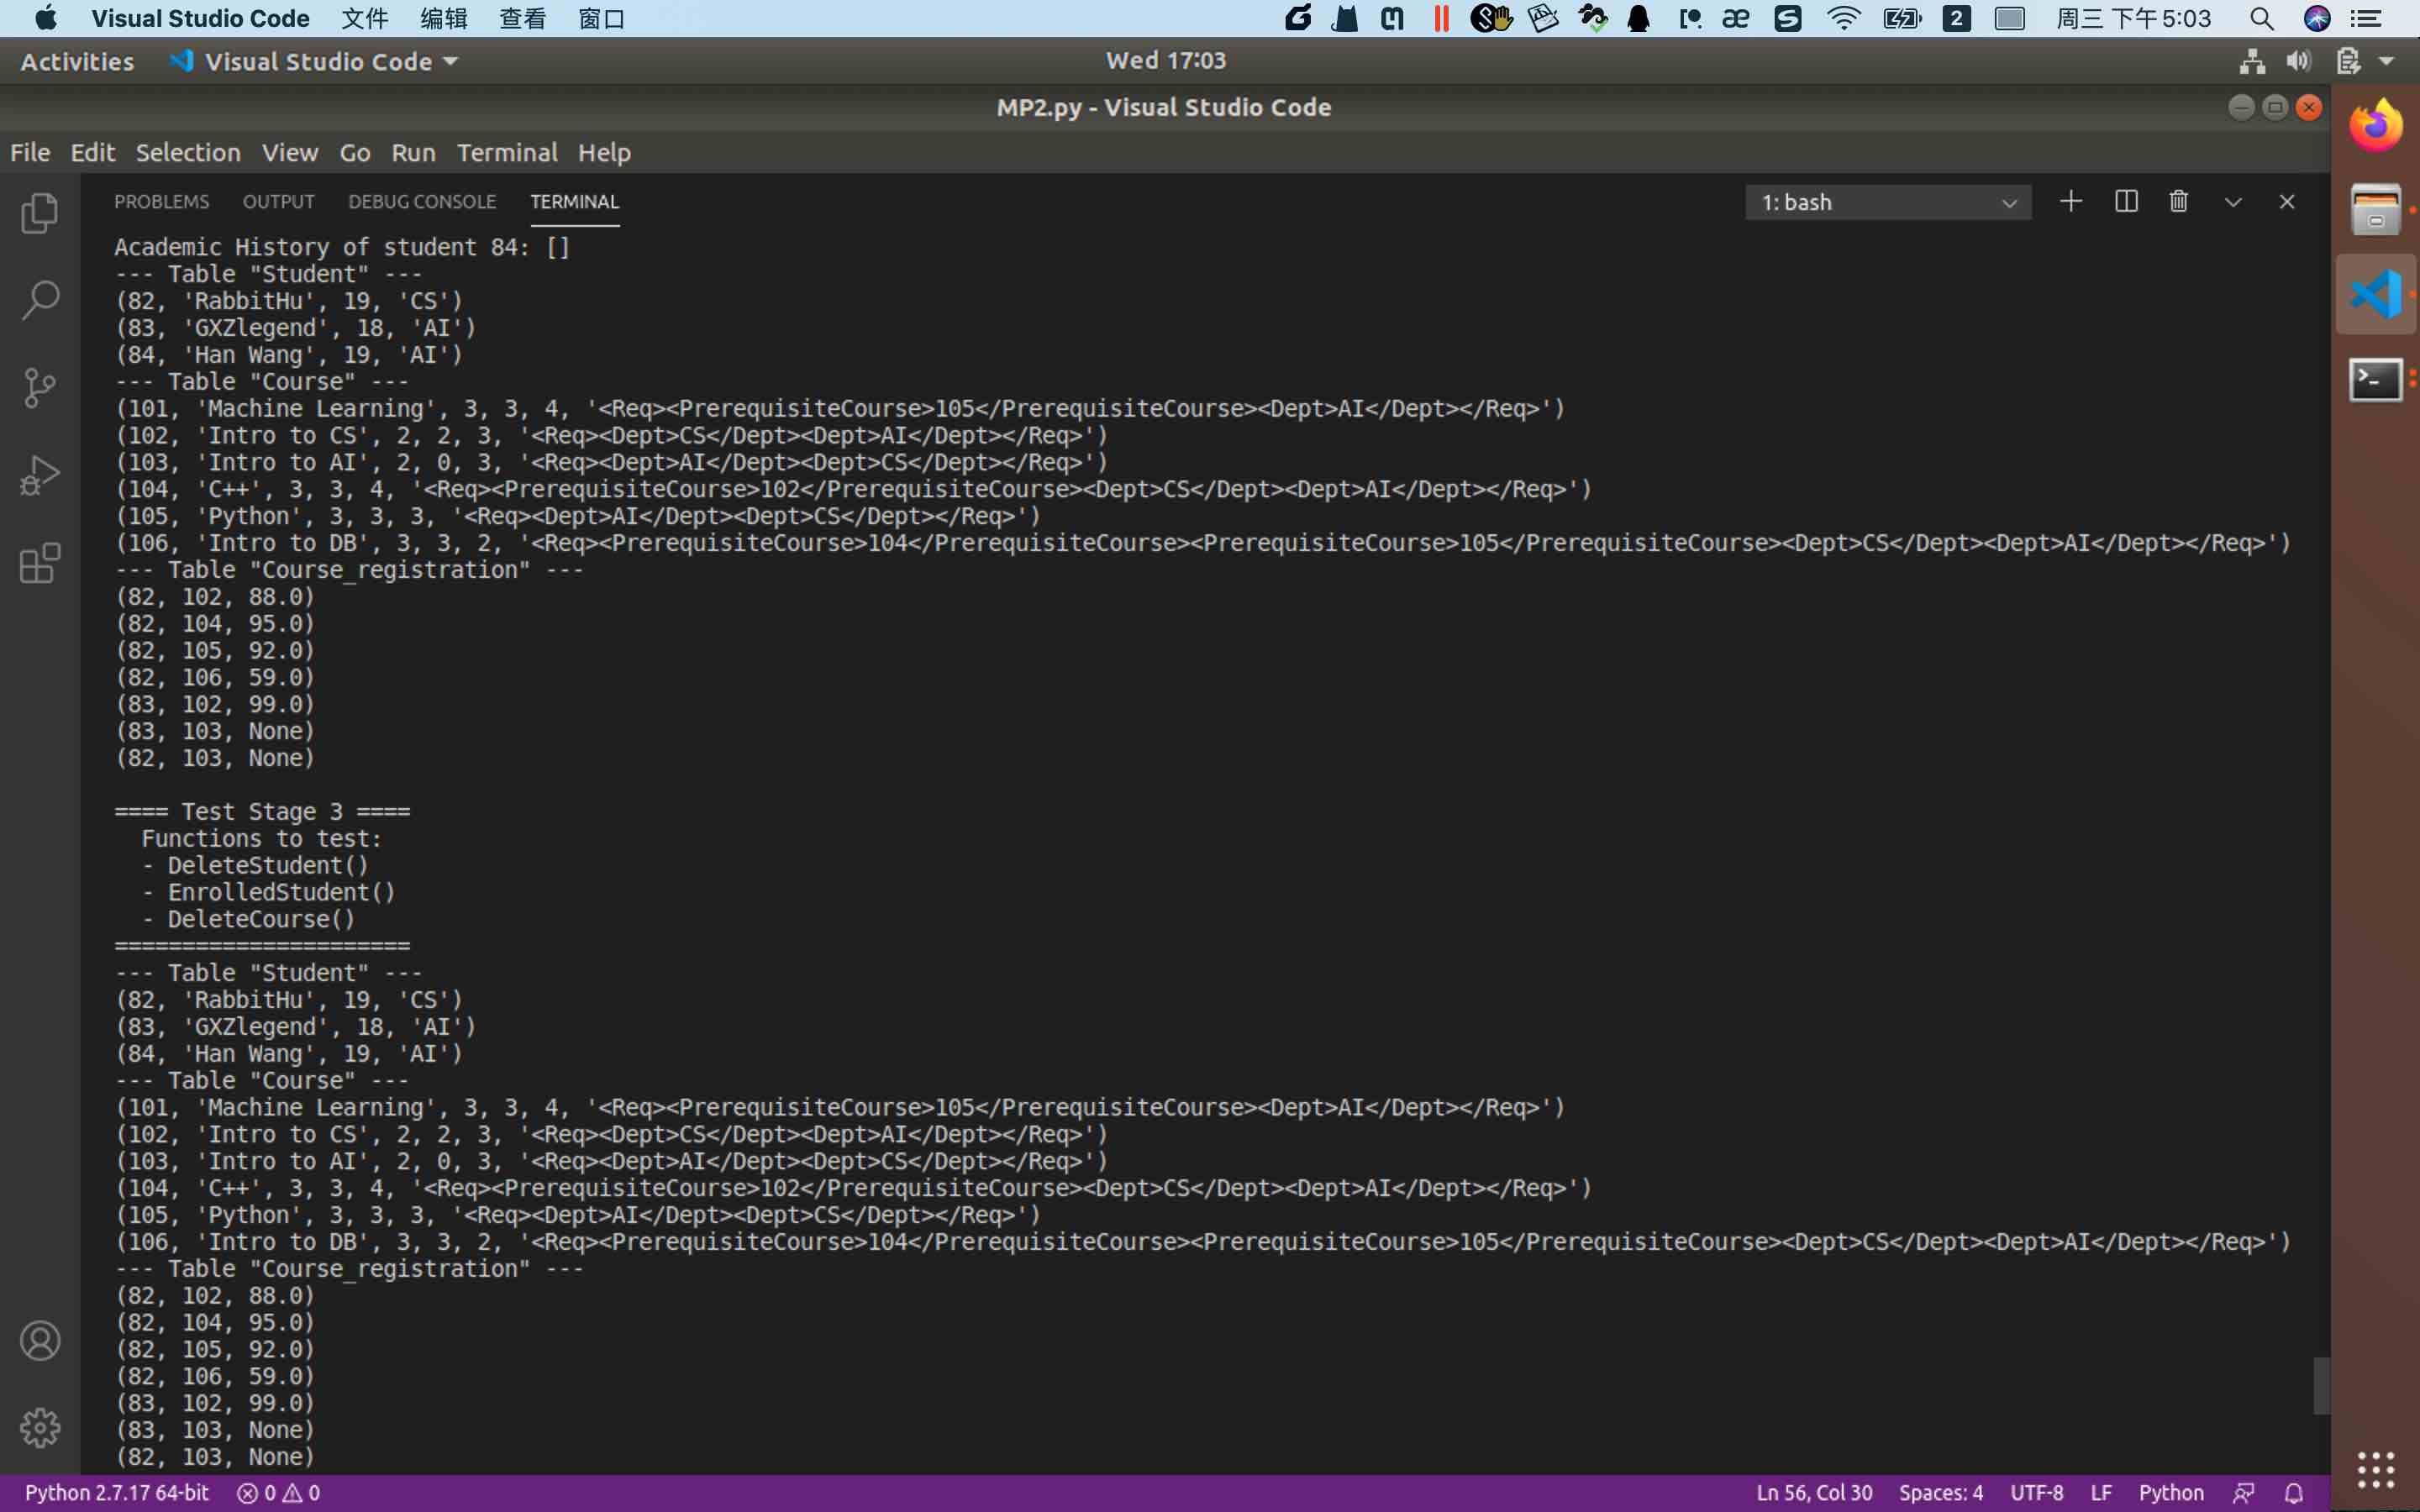 Visual Studio Code 文件 编辑 查看 窗口 2 周三 下午5:03
Activities Visual Studio Code Wed 17:03
MP2.py - Visual Studio Code
File Edit Selection View Go Run Terminal Help
PROBLEMS OUTPUT DEBUG CONSOLE TERMINAL 1: bash
Academic History of student 84: []
--- Table "Student" ---
(82, 'RabbitHu', 19, 'CS')
(83, 'GXZlegend', 18, 'AI')
(84, 'Han Wang', 19, 'AI')
--- Table "Course" ---
(101, 'Machine Learning', 3, 3, 4, '<Req><PrerequisiteCourse>105</PrerequisiteCourse><Dept>AI</Dept></Req>')
(102, 'Intro to CS', 2, 2, 3, '<Req><Dept>CS</Dept><Dept>AI</Dept></Req>')
(103, 'Intro to AI', 2, 0, 3, '<Req><Dept>AI</Dept><Dept>CS</Dept></Req>')
(104, 'C++', 3, 3, 4, '<Req><PrerequisiteCourse>102</PrerequisiteCourse><Dept>CS</Dept><Dept>AI</Dept></Req>')
(105, 'Python', 3, 3, 3, '<Req><Dept>AI</Dept><Dept>CS</Dept></Req>')
(106, 'Intro to DB', 3, 3, 2, '<Req><PrerequisiteCourse>104</PrerequisiteCourse><PrerequisiteCourse>105</PrerequisiteCourse><Dept>CS</Dept><Dept>AI</Dept></Req>')
--- Table "Course_registration" ---
(82, 102, 88.0)
(82, 104, 95.0)
(82, 105, 92.0)
(82, 106, 59.0)
(83, 102, 99.0)
(83, 103, None)
(82, 103, None)
==== Test Stage 3 ====
Functions to test:
- DeleteStudent()
- EnrolledStudent()
- DeleteCourse()
======================
--- Table "Student" ---
(82, 'RabbitHu', 19, 'CS')
(83, 'GXZlegend', 18, 'AI')
(84, 'Han Wang', 19, 'AI')
--- Table "Course" ---
(101, 'Machine Learning', 3, 3, 4, '<Req><PrerequisiteCourse>105</PrerequisiteCourse><Dept>AI</Dept></Req>')
(102, 'Intro to CS', 2, 2, 3, '<Req><Dept>CS</Dept><Dept>AI</Dept></Req>')
(103, 'Intro to AI', 2, 0, 3, '<Req><Dept>AI</Dept><Dept>CS</Dept></Req>')
(104, 'C++', 3, 3, 4, '<Req><PrerequisiteCourse>102</PrerequisiteCourse><Dept>CS</Dept><Dept>AI</Dept></Req>')
(105, 'Python', 3, 3, 3, '<Req><Dept>AI</Dept><Dept>CS</Dept></Req>')
(106, 'Intro to DB', 3, 3, 2, '<Req><PrerequisiteCourse>104</PrerequisiteCourse><PrerequisiteCourse>105</PrerequisiteCourse><Dept>CS</Dept><Dept>AI</Dept></Req>')
--- Table "Course_registration" ---
(82, 102, 88.0)
(82, 104, 95.0)
(82, 105, 92.0)
(82, 106, 59.0)
(83, 102, 99.0)
(83, 103, None)
(82, 103, None)
Python 2.7.17 64-bit 0 0 Ln 56, Col 30 Spaces: 4 UTF-8 LF Python